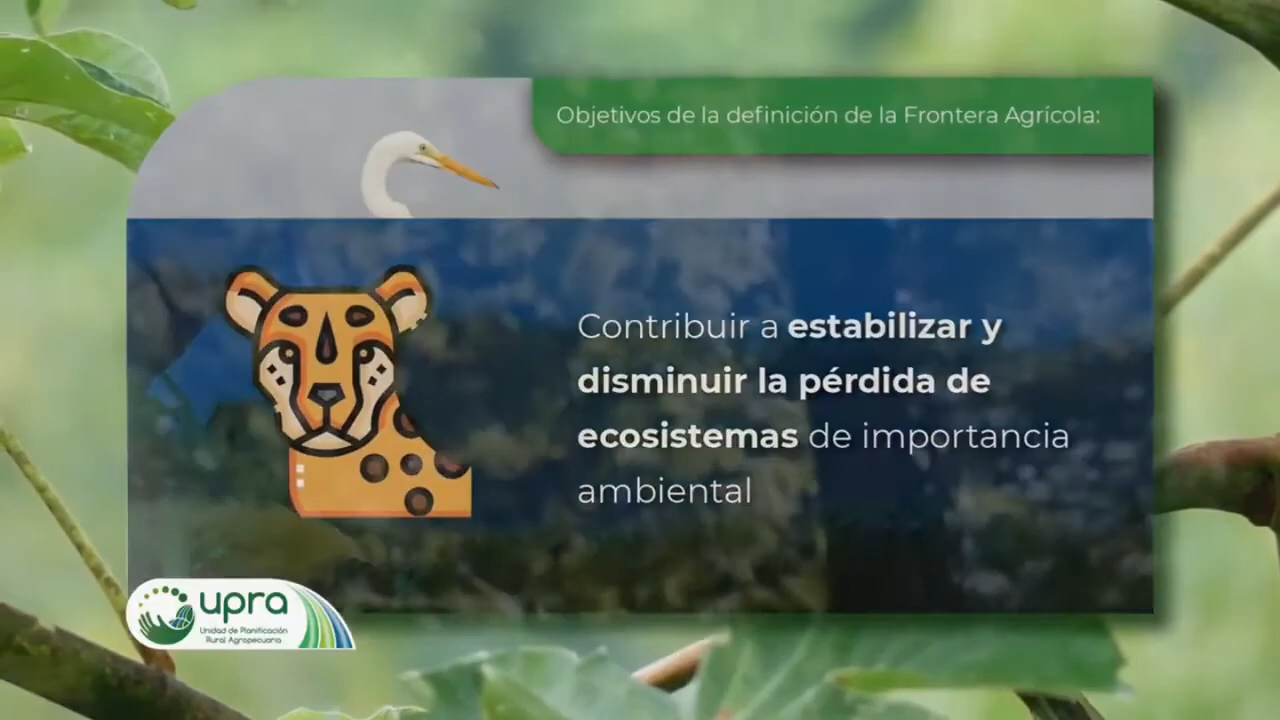 Objetivos de la definición de la Frontera Agrícola:
Contribuir a estabilizar y
disminuir la pérdida de
ecosistemas de importancia
ambiental
upra
Unidad de Planificación
Rural Agropecuaria